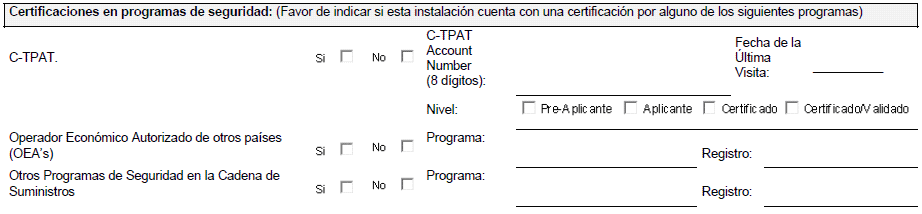 Certificaciones en programas de seguridad: (Favor de indicar si esta instalación cuenta con una certificación por alguno de los siguientes programas)
C-TPAT.
Si
No
C-TPAT
Account
Number
(8 dígitos):
Fecha de la
Última
Visita:
Nivel:
Pre-Aplicante
Aplicante
Certificado
Certificado/Validado
Operador Económico Autorizado de otros países
(OEA's)
Si
No
Programa:
Registro:
Otros Programas de Seguridad en la Cadena de
Suministros
Si
No
Programa:
Registro: